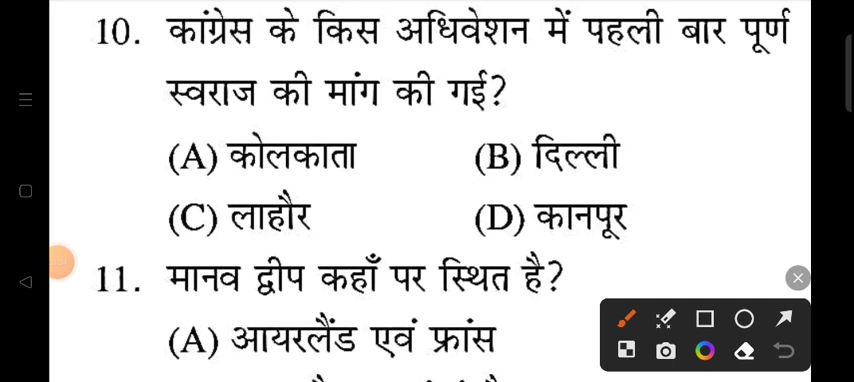 10. कांग्रेस के किस अधिवेशन में पहली बार पूर्ण
स्वराज की मांग की गई?
(A) कोलकाता (B) दिल्ली
(C) लाहौर (D) कानपूर
11. मानव द्वीप कहाँ पर स्थित है?
(A) आयरलैंड एवं फ्रांस